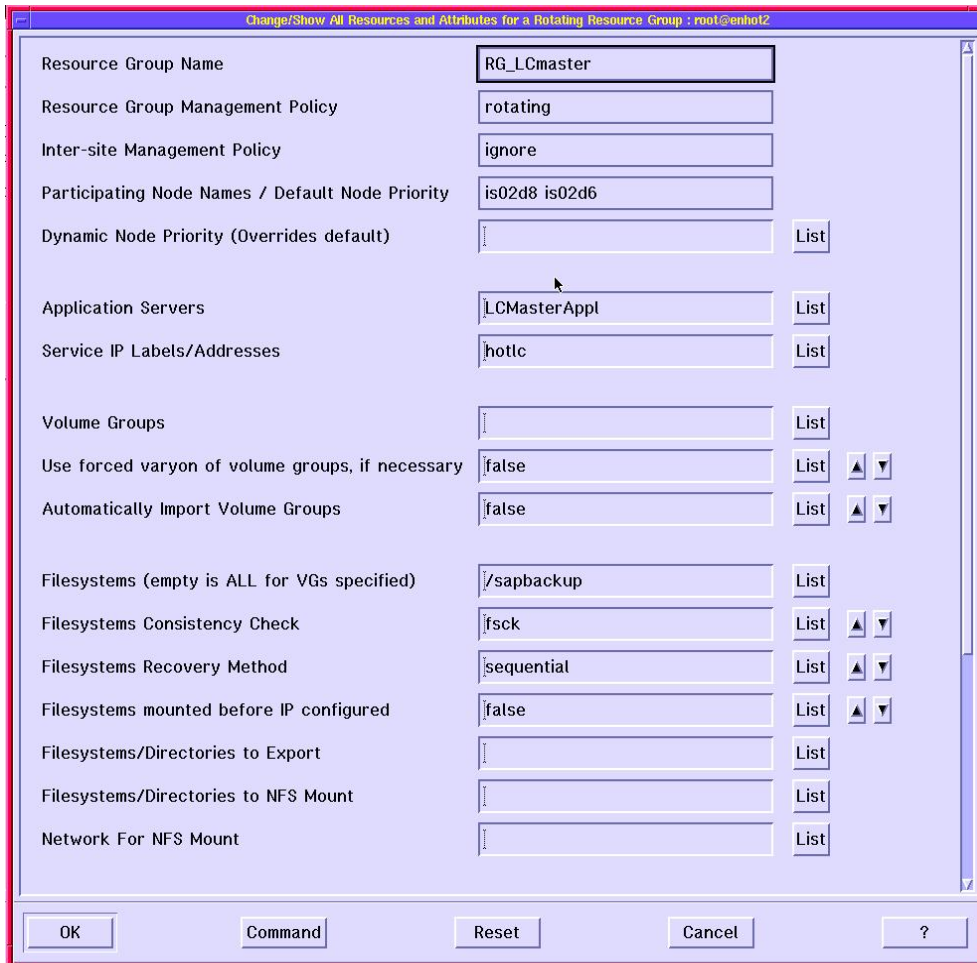 Change/Show All Resources and Attributes for a Rotating Resource Group : root@enhot2
Resource Group Name RG_LCmaster
Resource Group Management Policy rotating
Inter-site Management Policy ignore
Participating Node Names / Default Node Priority is02d8 is02d6
Dynamic Node Priority (Overrides default) List
Application Servers LCMasterAppl List
Service IP Labels/Addresses hotlc List
Volume Groups List
Use forced varyon of volume groups, if necessary false List
Automatically Import Volume Groups false List
Filesystems (empty is ALL for VGs specified) /sapbackup List
Filesystems Consistency Check fsck List
Filesystems Recovery Method sequential List
Filesystems mounted before IP configured false List
Filesystems/Directories to Export List
Filesystems/Directories to NFS Mount List
Network For NFS Mount List
OK Command Reset Cancel ?